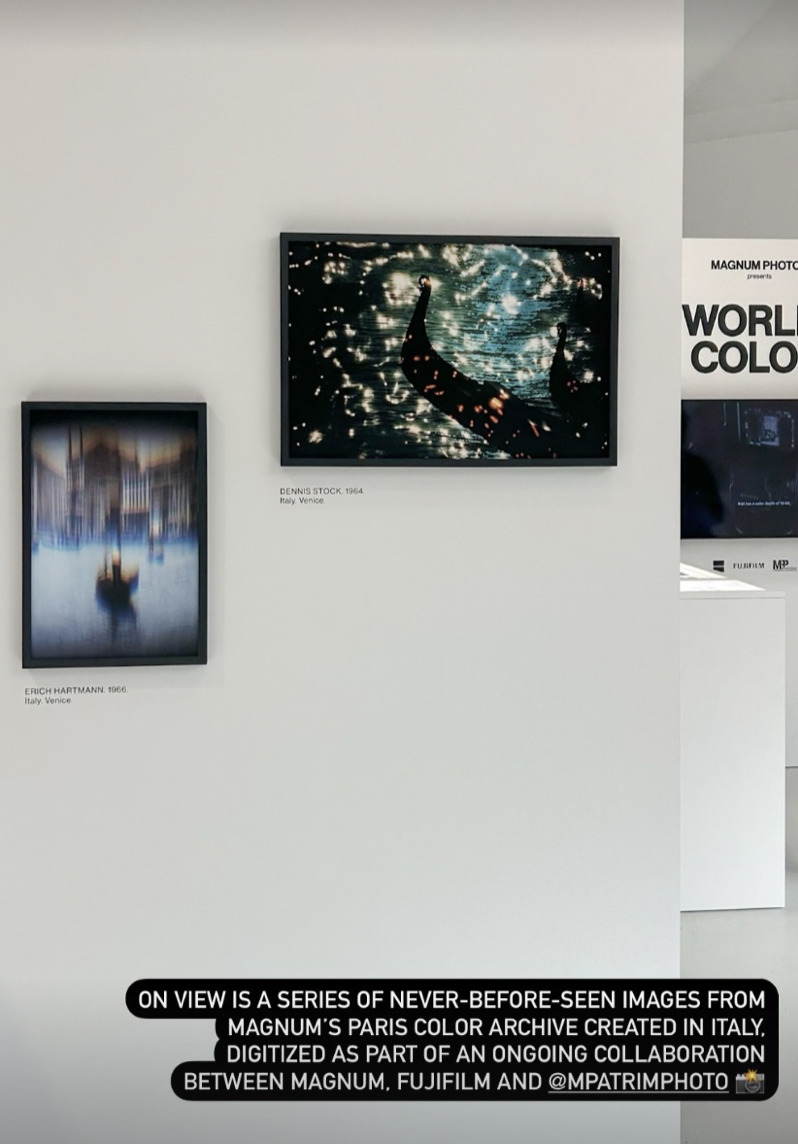 MAGNUM PHOTO
presents
WORL
COLO
DENNIS STOCK. 1964
Italy. Venice.
FUJIFILM MPP
ERICH HARTMANN. 1966.
Italy. Venice
ON VIEW IS A SERIES OF NEVER-BEFORE-SEEN IMAGES FROM
MAGNUM'S PARIS COLOR ARCHIVE CREATED IN ITALY,
DIGITIZED AS PART OF AN ONGOING COLLABORATION
BETWEEN MAGNUM, FUJIFILM AND @MPATRIMPHOTO 📸